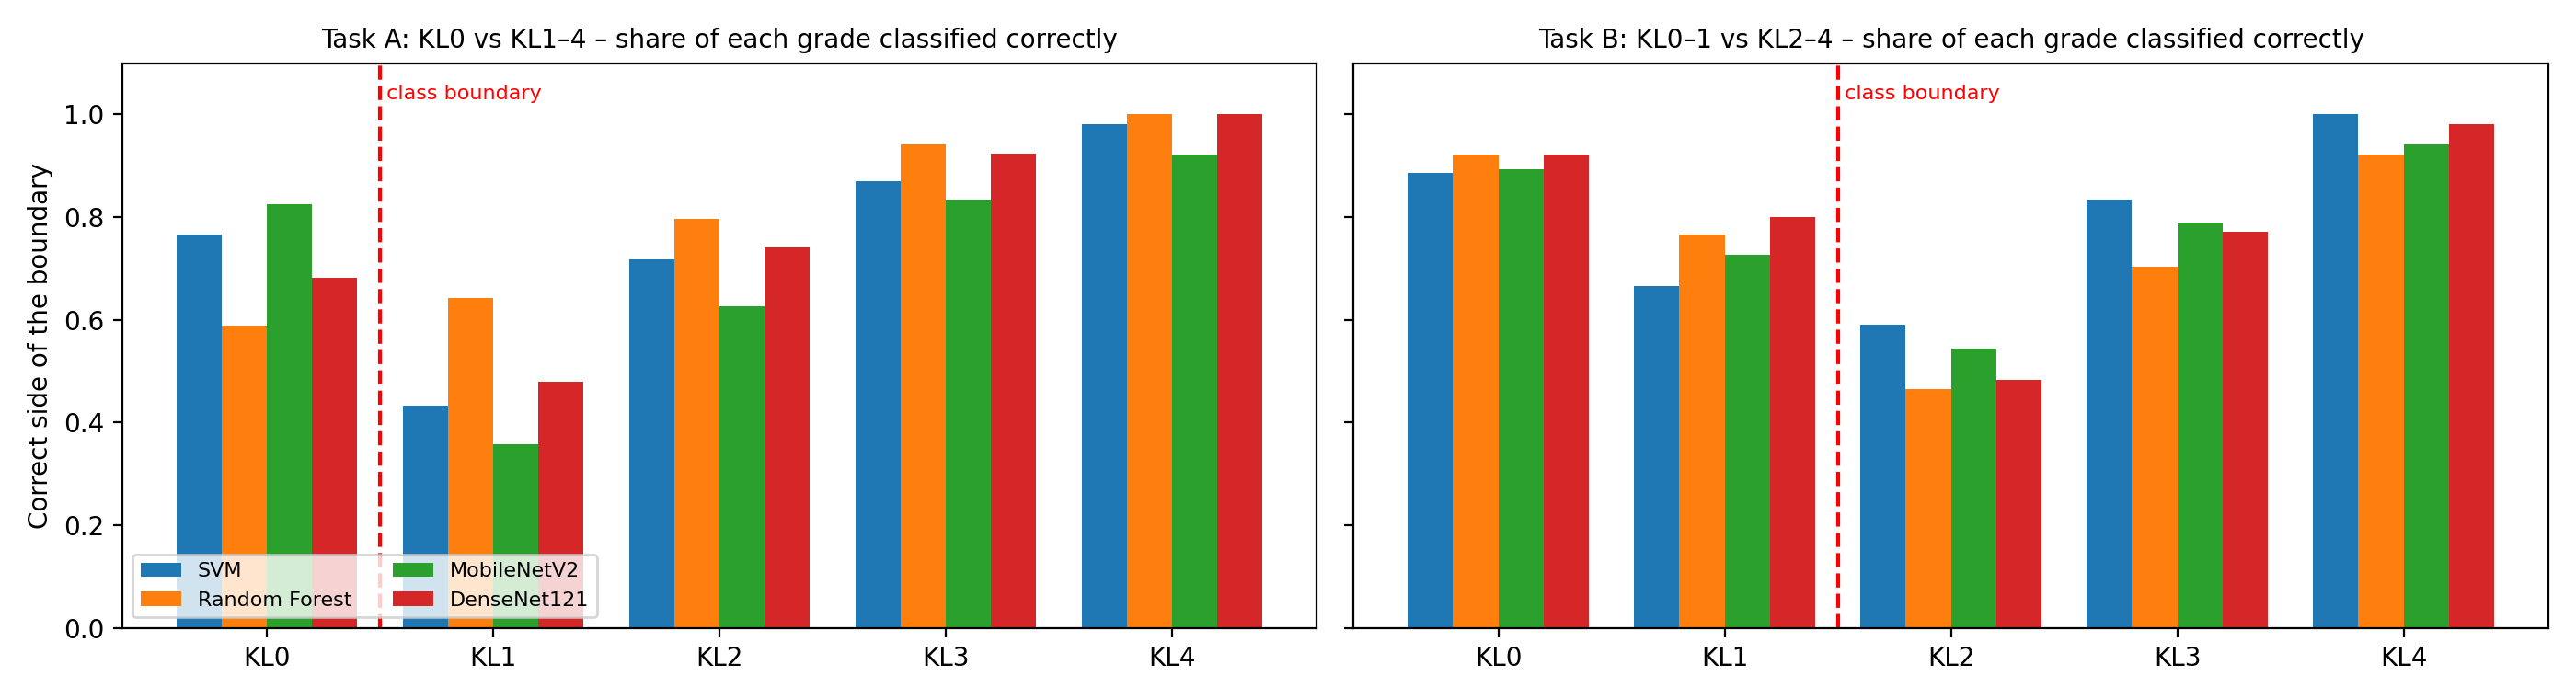 Task A: KL0 vs KL1–4 – share of each grade classified correctly
Task B: KL0–1 vs KL2–4 – share of each grade classified correctly
class boundary
class boundary
Correct side of the boundary
1.0
0.8
0.6
0.4
0.2
0.0
SVM
Random Forest
MobileNetV2
DenseNet121
KL0 KL1 KL2 KL3 KL4
KL0 KL1 KL2 KL3 KL4